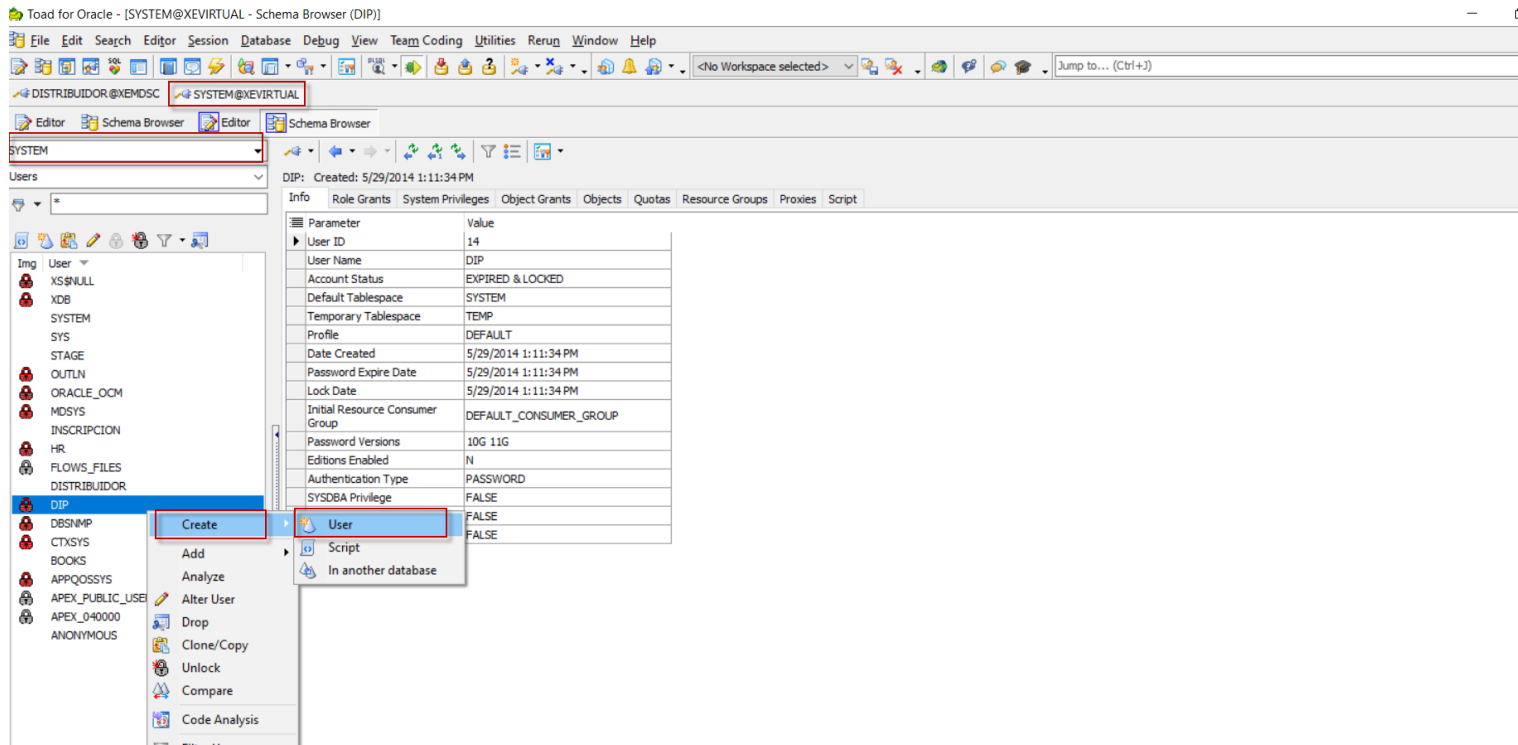 Toad for Oracle - [SYSTEM@XEVIRTUAL - Schema Browser (DIP)]
File Edit Search Editor Session Database Debug View Team Coding Utilities Rerun Window Help
SQL <No Workspace selected> Jump to... (Ctrl+J)
DISTRIBUIDOR@XEMDSC SYSTEM@XEVIRTUAL
Editor Schema Browser Editor Schema Browser
SYSTEM
Users
*
Img User
XS$NULL
XDB
SYSTEM
SYS
STAGE
OUTLN
ORACLE_OCM
MDSYS
INSCRIPCION
HR
FLOWS_FILES
DISTRIBUIDOR
DIP
DBSNMP
CTXSYS
BOOKS
APPQOSSYS
APEX_PUBLIC_USE
APEX_040000
ANONYMOUS
DIP: Created: 5/29/2014 1:11:34 PM
Info Role Grants System Privileges Object Grants Objects Quotas Resource Groups Proxies Script
Parameter Value
User ID 14
User Name DIP
Account Status EXPIRED & LOCKED
Default Tablespace SYSTEM
Temporary Tablespace TEMP
Profile DEFAULT
Date Created 5/29/2014 1:11:34 PM
Password Expire Date 5/29/2014 1:11:34 PM
Lock Date 5/29/2014 1:11:34 PM
Initial Resource Consumer
Group DEFAULT_CONSUMER_GROUP
Password Versions 10G 11G
Editions Enabled N
Authentication Type PASSWORD
SYSDBA Privilege FALSE
FALSE
FALSE
Create
Add
Analyze
Alter User
Drop
Clone/Copy
Unlock
Compare
Code Analysis
User
Script
In another database